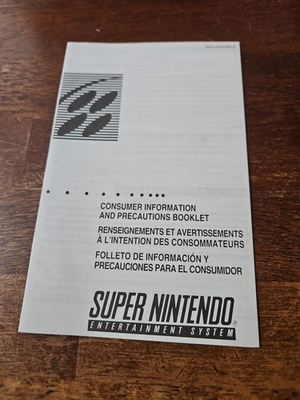 CONSUMER INFORMATION
AND PRECAUTIONS BOOKLET
RENSEIGNEMENTS ET AVERTISSEMENTS
À L'INTENTION DES CONSOMMATEURS
FOLLETO DE INFORMACIÓN Y
PRECAUCIONES PARA EL CONSUMIDOR
SUPER NINTENDO
ENTERTAINMENT SYSTEM